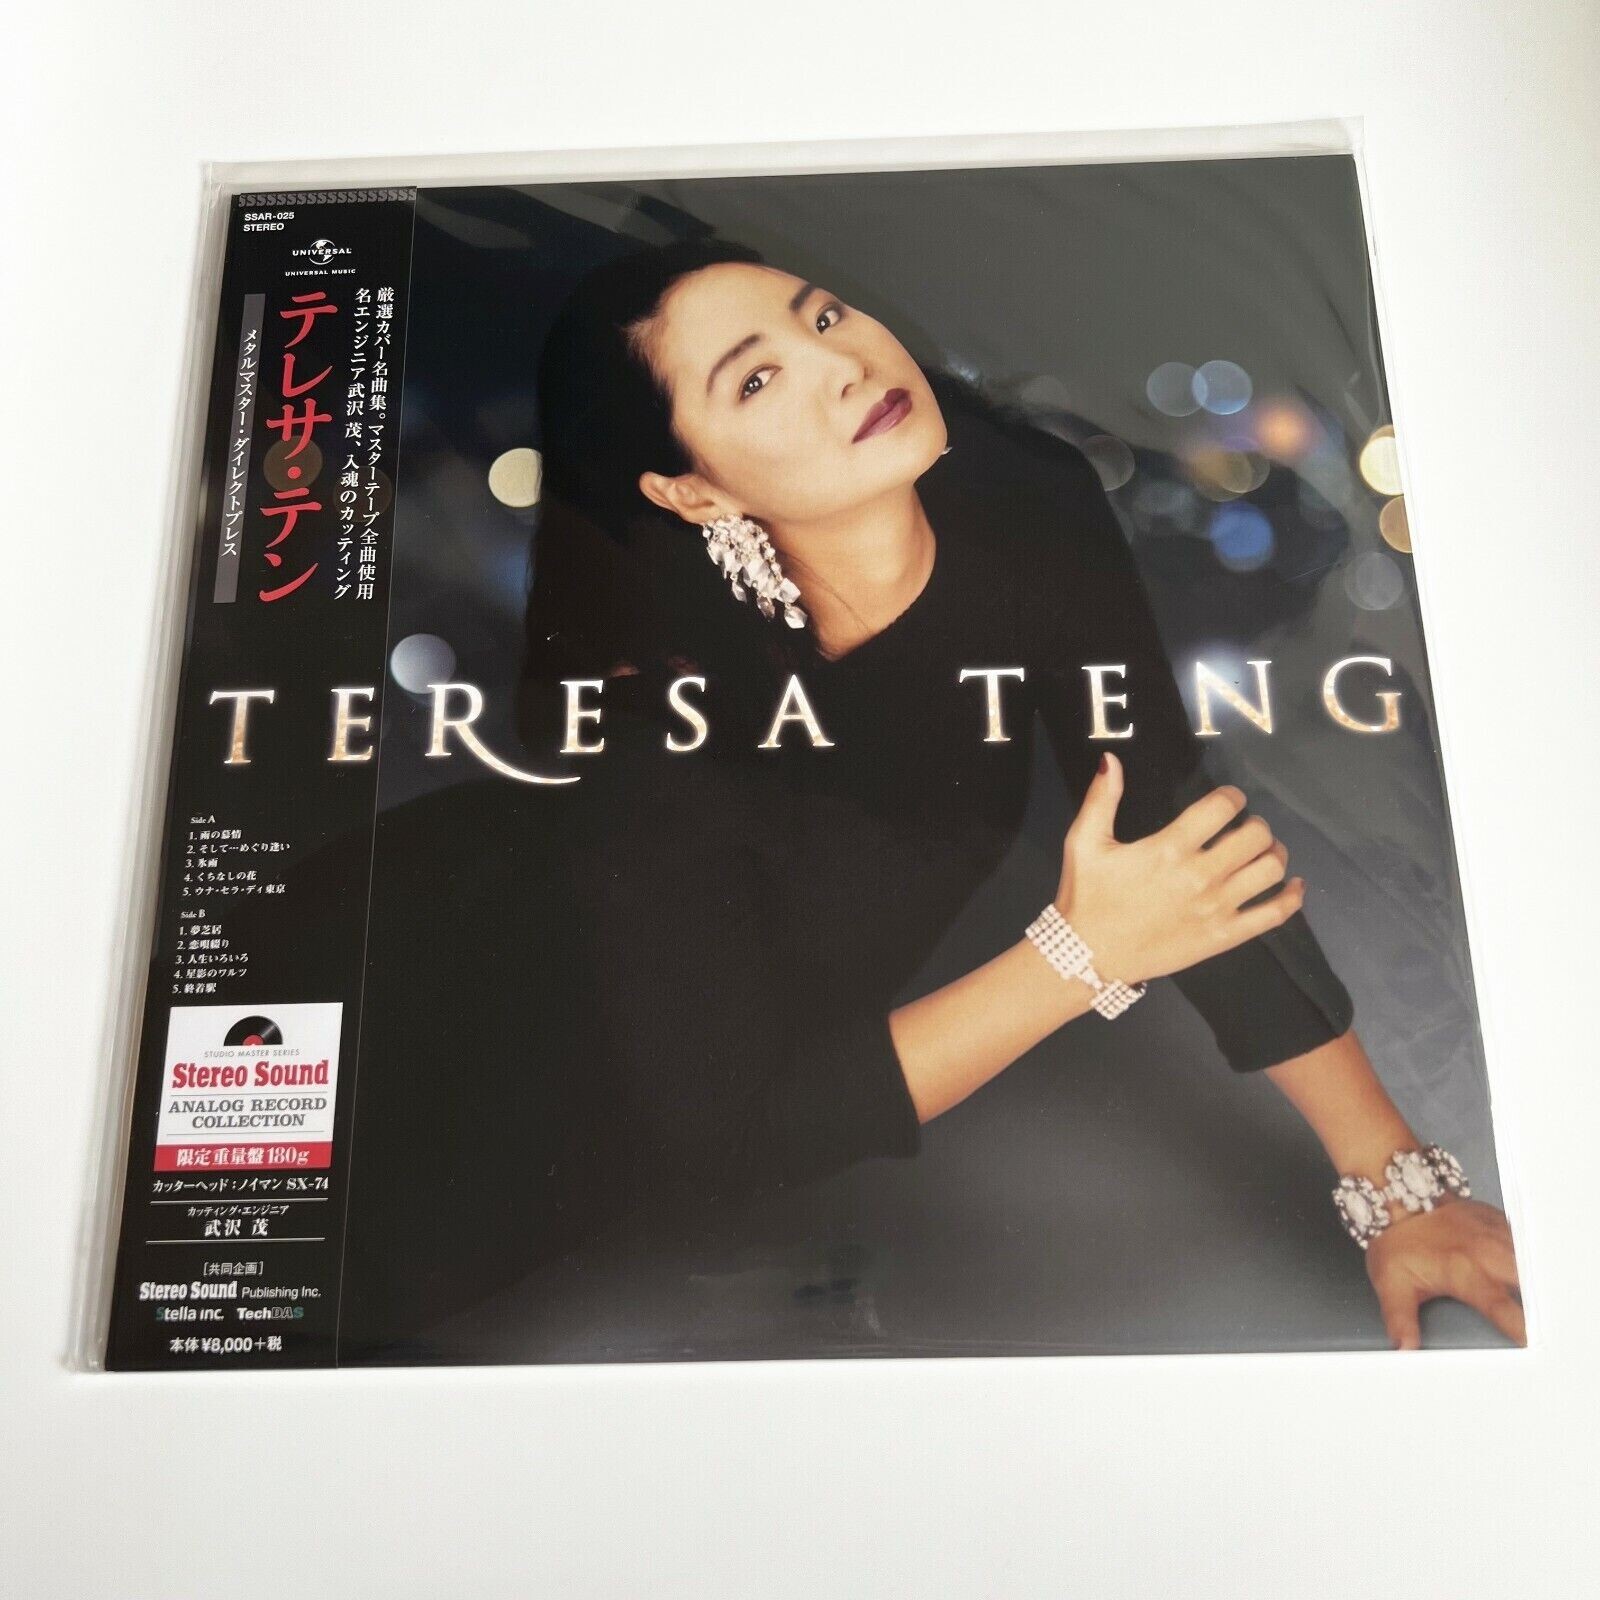 SSAR-025
STEREO
UNIVERSAL
UNIVERSAL MUSIC
厳選カバー名曲集。マスターテープ全曲使用
名エンジニア武沢 茂、入魂のカッティング
テレサ・テン
メタルマスター・ダイレクトプレス
TERESA TENG
Side A
1. 雨の慕情
2. そして…めぐり逢い
3. 氷雨
4. くちなしの花
5. ウナ・セラ・ディ東京
Side B
1. 夢芝居
2. 恋唄綴り
3. 人生いろいろ
4. 星影のワルツ
5. 終着駅
STUDIO MASTER SERIES
Stereo Sound
ANALOG RECORD
COLLECTION
限定重量盤180g
カッターヘッド：ノイマン SX-74
カッティング・エンジニア
武沢 茂
［共同企画］
Stereo Sound Publishing Inc.
Stella inc. TechDAS
本体¥8,000+税